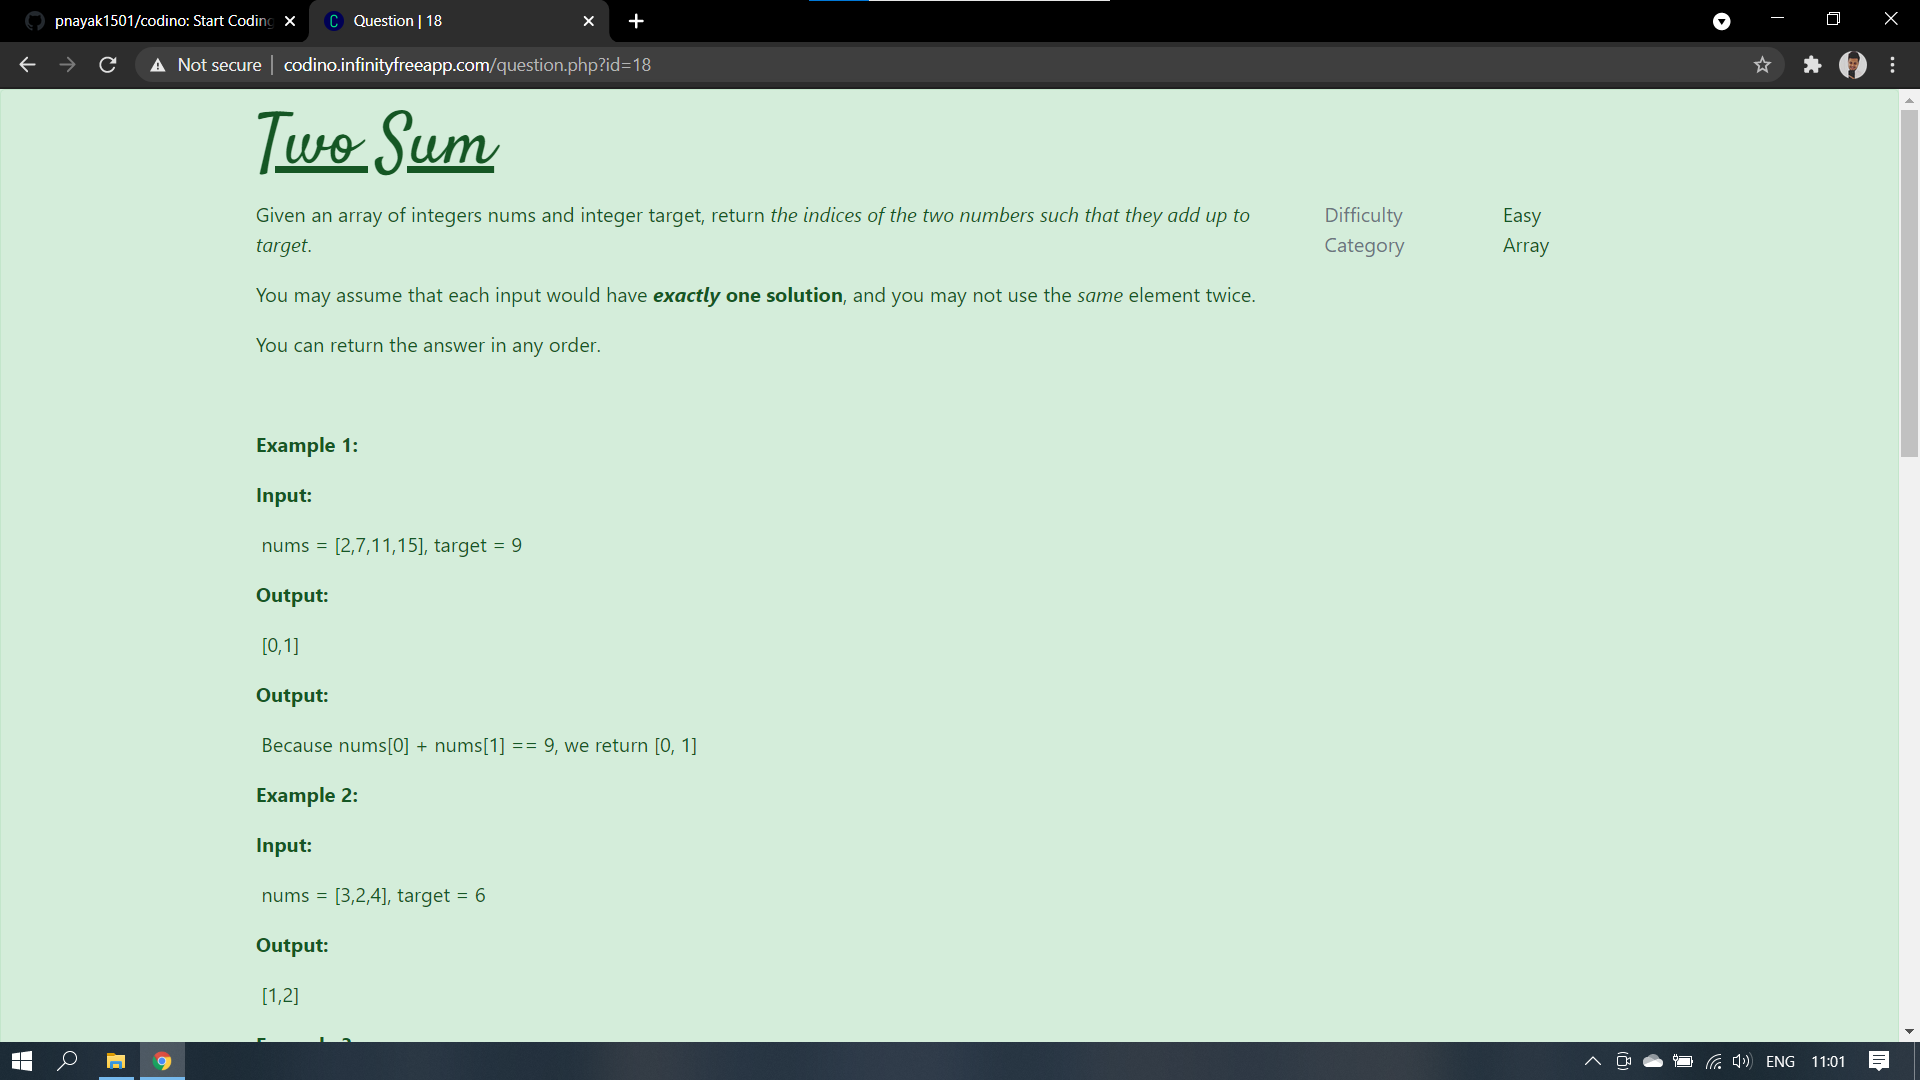 pnayak1501/codino: Start Coding
Question | 18
Not secure
codino.infinityfreeapp.com/question.php?id=18
Two Sum
Given an array of integers nums and integer target, return the indices of the two numbers such that they add up to
target.
Difficulty Easy
Category Array
You may assume that each input would have exactly one solution, and you may not use the same element twice.
You can return the answer in any order.
Example 1:
Input:
nums = [2,7,11,15], target = 9
Output:
[0,1]
Output:
Because nums[0] + nums[1] == 9, we return [0, 1]
Example 2:
Input:
nums = [3,2,4], target = 6
Output:
[1,2]
ENG 11:01